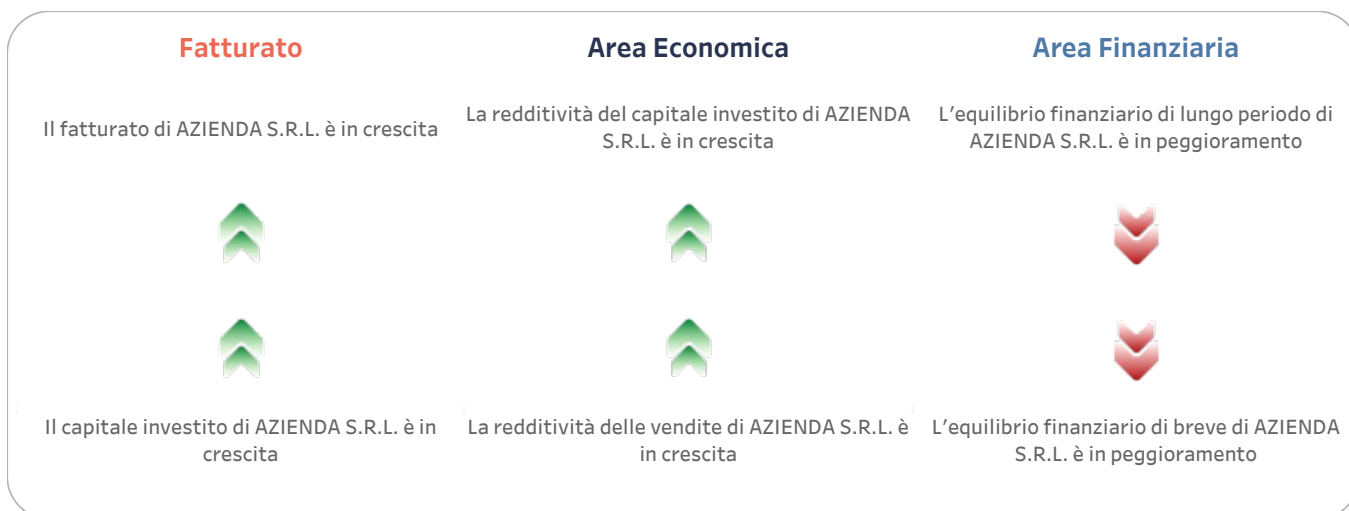 Fatturato
Il fatturato di AZIENDA S.R.L. è in crescita
Il capitale investito di AZIENDA S.R.L. è in
crescita
Area Economica
La redditività del capitale investito di AZIENDA
S.R.L. è in crescita
La redditività delle vendite di AZIENDA S.R.L. è
in crescita
Area Finanziaria
L’equilibrio finanziario di lungo periodo di
AZIENDA S.R.L. è in peggioramento
L’equilibrio finanziario di breve di AZIENDA
S.R.L. è in peggioramento